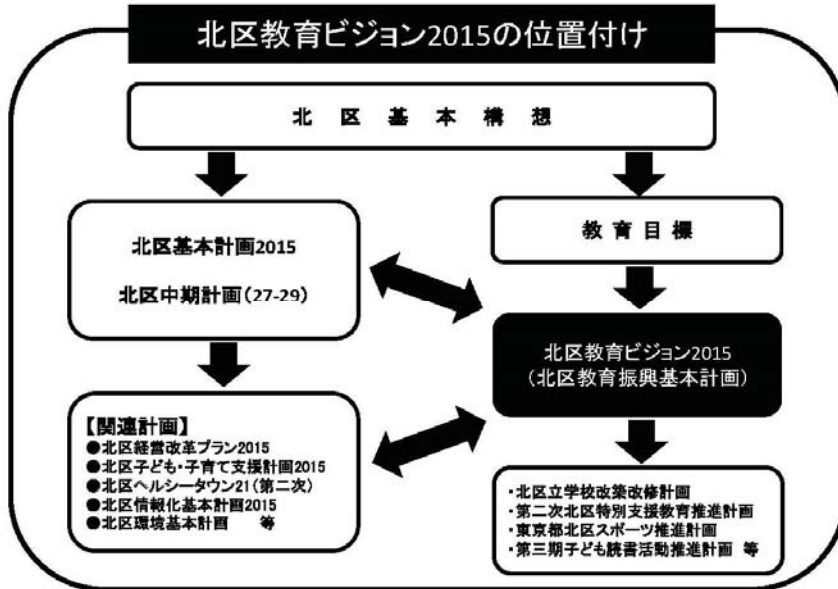 北区教育ビジョン2015の位置付け
北区基本構想
北区基本計画2015
北区中期計画(27-29)
教育目標
北区教育ビジョン2015
(北区教育振興基本計画)
【関連計画】
●北区経営改革プラン2015
●北区子ども・子育て支援計画2015
●北区ヘルシータウン21(第二次)
●北区情報化基本計画2015
●北区環境基本計画　等
・北区立学校改築改修計画
・第二次北区特別支援教育推進計画
・東京都北区スポーツ推進計画
・第三期子ども読書活動推進計画 等